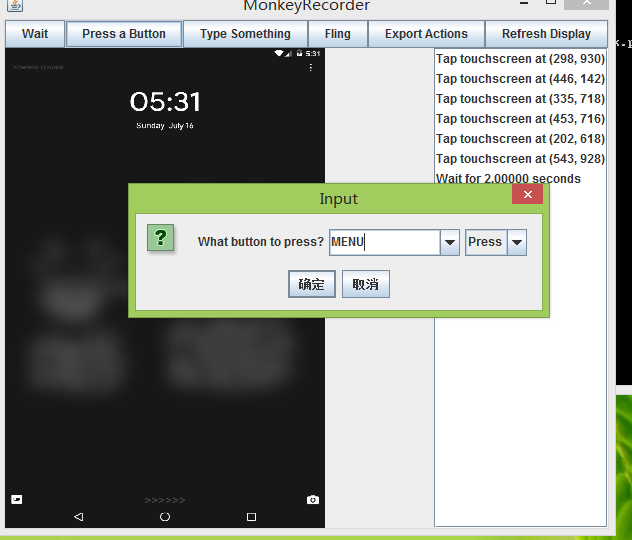 MonkeyRecorder
Wait
Press a Button
Type Something
Fling
Export Actions
Refresh Display
5:31
POWERFY CLEANER
05:31
Sunday July 16
Tap touchscreen at (298, 930)
Tap touchscreen at (446, 142)
Tap touchscreen at (335, 718)
Tap touchscreen at (453, 716)
Tap touchscreen at (202, 618)
Tap touchscreen at (543, 928)
Wait for 2.00000 seconds
Input
What button to press?
MENU
Press
确定
取消
>>>>>>